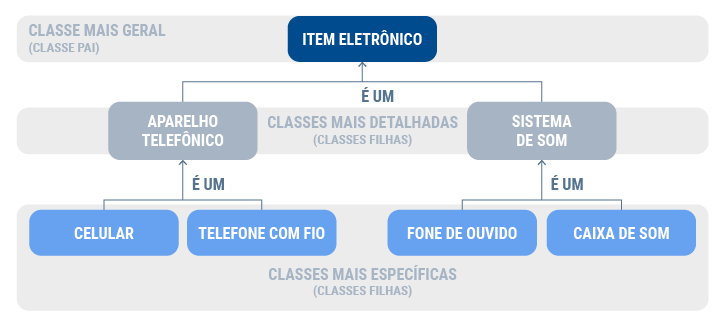 CLASSE MAIS GERAL
(CLASSE PAI)
ITEM ELETRÔNICO
É UM
APARELHO
TELEFÔNICO
CLASSES MAIS DETALHADAS
(CLASSES FILHAS)
SISTEMA
DE SOM
É UM
É UM
CELULAR
TELEFONE COM FIO
FONE DE OUVIDO
CAIXA DE SOM
CLASSES MAIS ESPECÍFICAS
(CLASSES FILHAS)